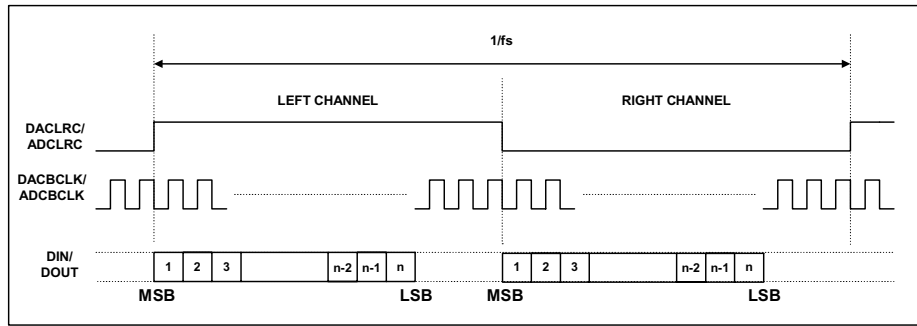 1/fs
LEFT CHANNEL RIGHT CHANNEL
DACLRC/
ADCLRC
DACBCLK/
ADCBCLK
DIN/
DOUT
1 2 3 n-2 n-1 n 1 2 3 n-2 n-1 n
MSB LSB MSB LSB